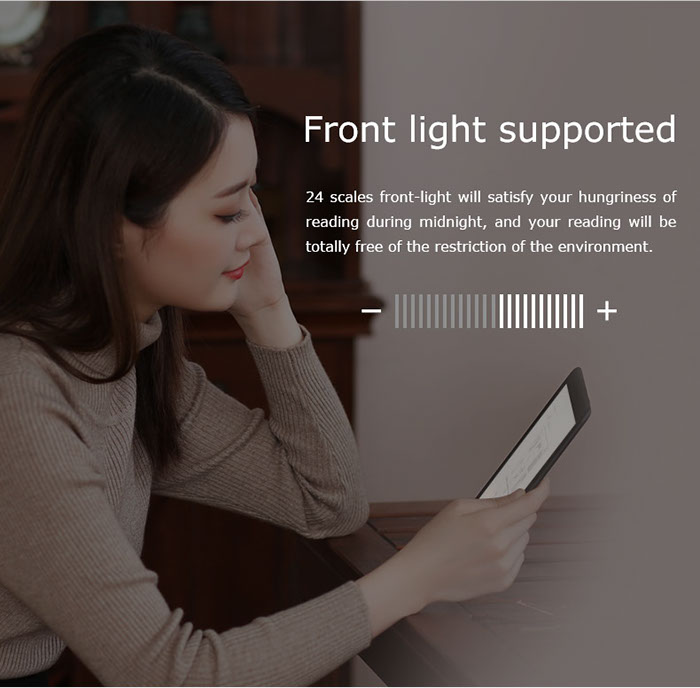 Front light supported
24 scales front-light will satisfy your hungriness of
reading during midnight, and your reading will be
totally free of the restriction of the environment.
− +